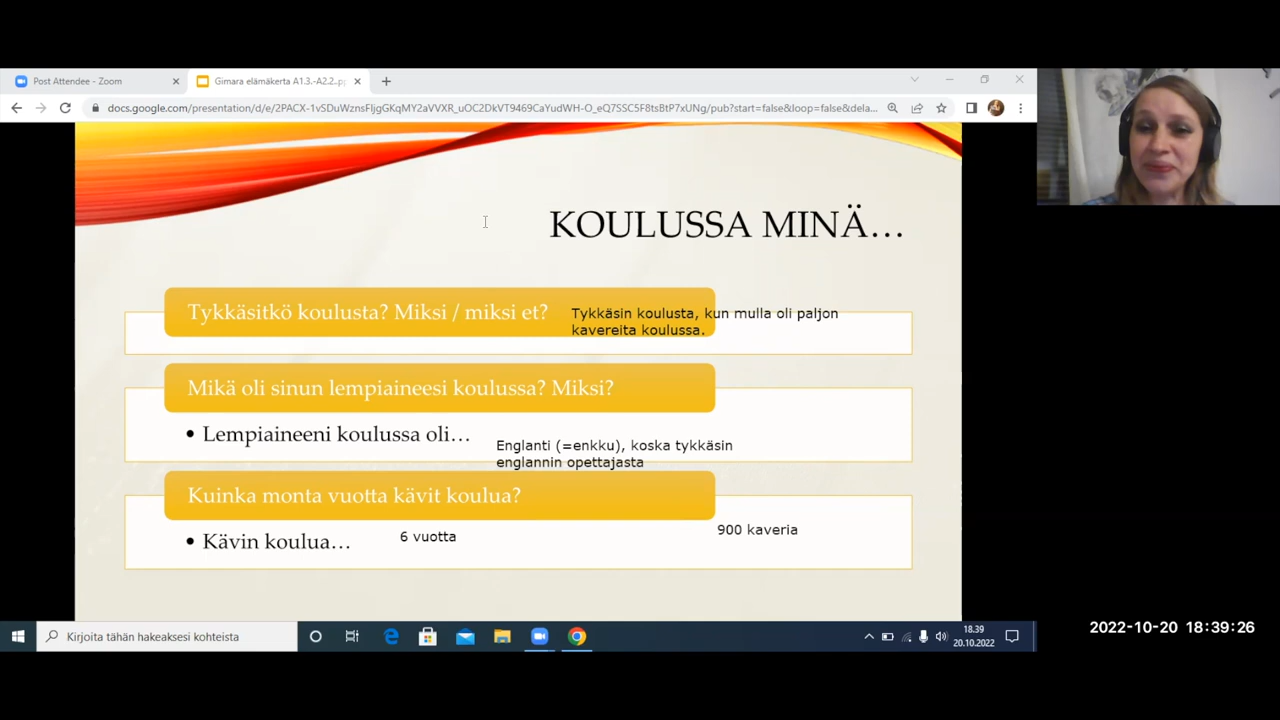 Post Attendee - Zoom
Gimara elämäkerta A1.3.-A2.2..pp
docs.google.com/presentation/d/e/2PACX-1vSDuWznsFIjgGKqMY2aVVXR_uOC2DkVT9469CaYudWH-O_eQ7SSC5F8tsBtP7xUNg/pub?start=false&loop=false&dela...
KOULUSSA MINÄ...
Tykkäsitkö koulusta? Miksi / miksi et?
Tykkäsin koulusta, kun mulla oli paljon
kavereita koulussa.
Mikä oli sinun lempiaineesi koulussa? Miksi?
• Lempiaineeni koulussa oli...
Englanti (=enkku), koska tykkäsin
englannin opettajasta
Kuinka monta vuotta kävit koulua?
• Kävin koulua...
6 vuotta
900 kaveria
Kirjoita tähän hakeaksesi kohteista
18.39
20.10.2022
2022-10-20 18:39:26